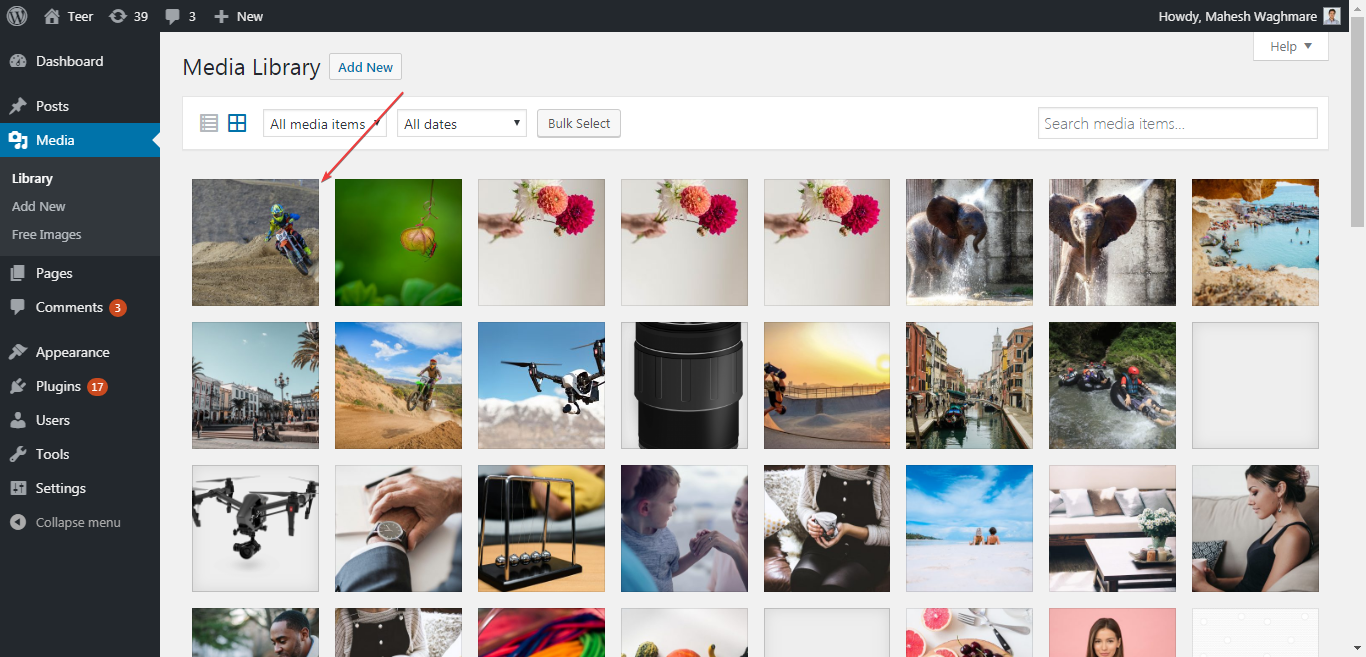 Teer 39 3 New Howdy, Mahesh Waghmare
Help
Dashboard
Posts
Media
Library
Add New
Free Images
Pages
Comments 3
Appearance
Plugins 17
Users
Tools
Settings
Collapse menu
Media Library Add New
All media items All dates Bulk Select Search media items...